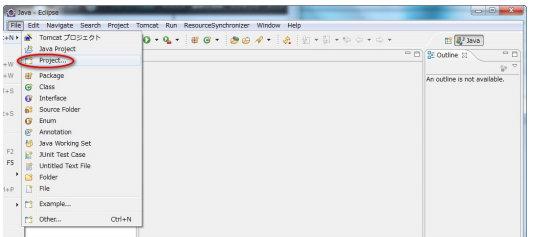 Java - Eclipse
File Edit Navigate Search Project Tomcat Run ResourceSynchronizer Window Help
+N
Tomcat プロジェクト
Java Project
Project...
Java
Outline
An outline is not available.
+W
+W
Package
Class
+S
Interface
Source Folder
+S
Enum
Annotation
Java Working Set
F2
JUnit Test Case
F5
Untitled Text File
Folder
+P
File
Example...
Other... Ctrl+N